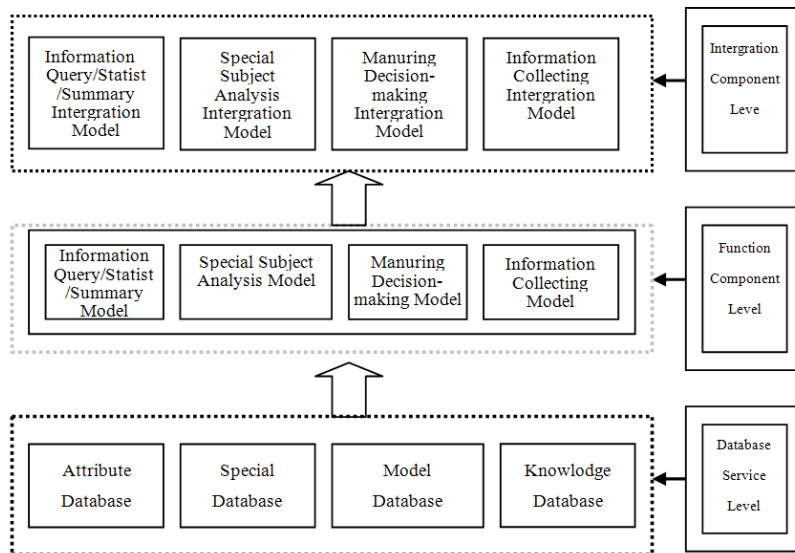 Information
Query/Statist
/Summary
Intergration
Model
Special
Subject
Analysis
Intergration
Model
Manuring
Decision-
making
Intergration
Model
Information
Collecting
Intergration
Model
Intergration
Component
Leve
Information
Query/Statist
/Summary
Model
Special Subject
Analysis Model
Manuring
Decision-
making Model
Information
Collecting
Model
Function
Component
Level
Attribute
Database
Special
Database
Model
Database
Knowlodge
Database
Database
Service
Level